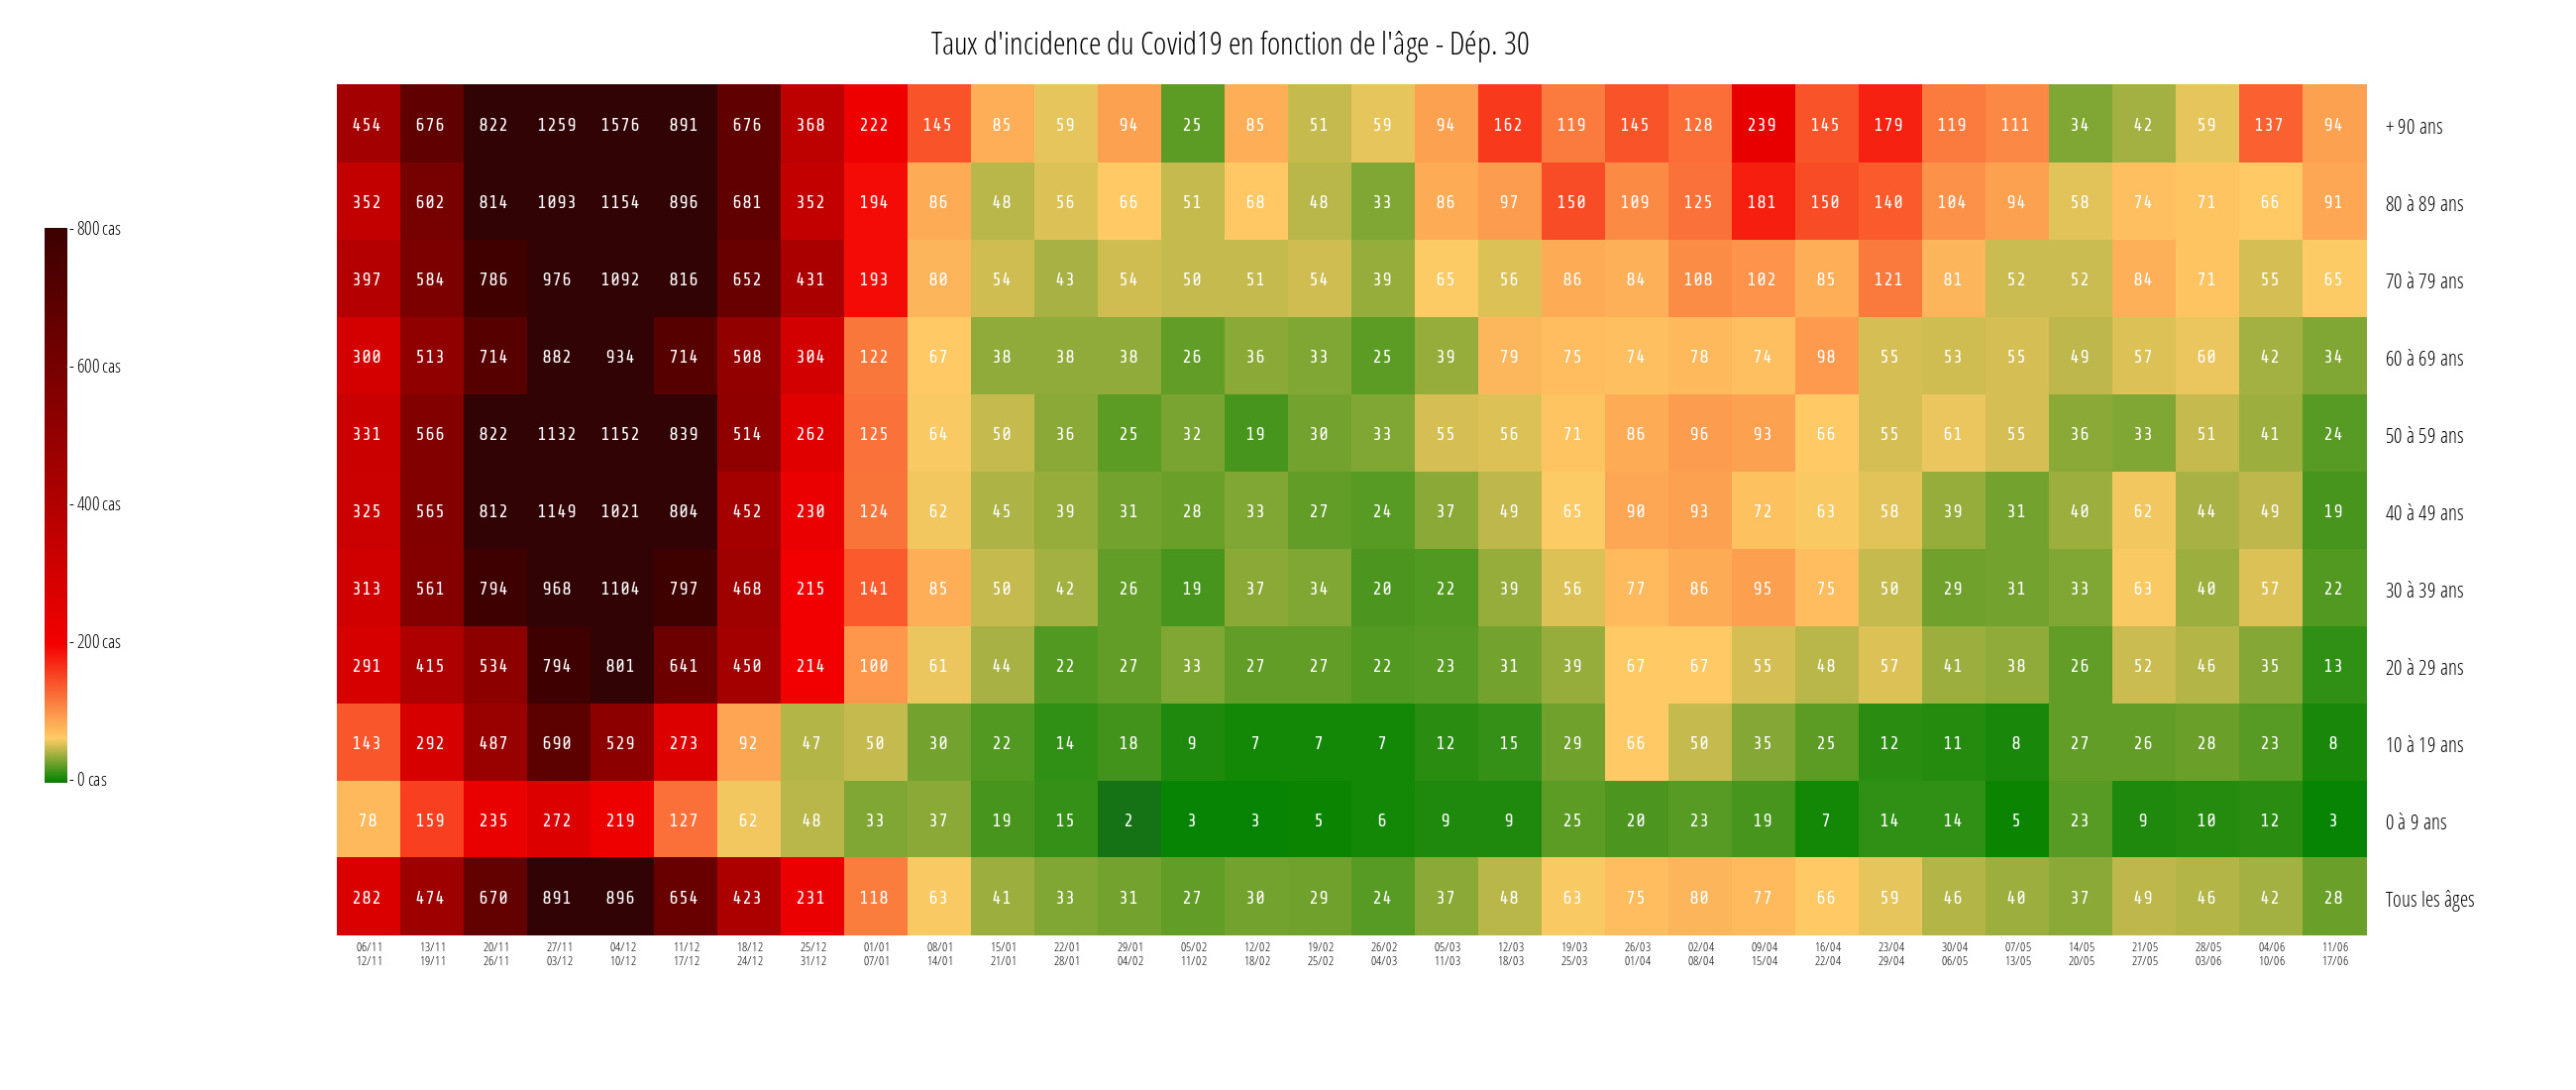 Taux d'incidence du Covid19 en fonction de l'âge - Dép. 30
- 800 cas
- 600 cas
- 400 cas
- 200 cas
- 0 cas
454 676 822 1259 1576 891 676 368 222 145 85 59 94 25 85 51 59 94 162 119 145 128 239 145 179 119 111 34 42 59 137 94 + 90 ans
352 602 814 1093 1154 896 681 352 194 86 48 56 66 51 68 48 33 86 97 150 109 125 181 150 140 104 94 58 74 71 66 91 80 à 89 ans
397 584 786 976 1092 816 652 431 193 80 54 43 54 50 51 54 39 65 56 86 84 108 102 85 121 81 52 52 84 71 55 65 70 à 79 ans
300 513 714 882 934 714 508 304 122 67 38 38 38 26 36 33 25 39 79 75 74 78 74 98 55 53 55 49 57 60 42 34 60 à 69 ans
331 566 822 1132 1152 839 514 262 125 64 50 36 25 32 19 30 33 55 56 71 86 96 93 66 55 61 55 36 33 51 41 24 50 à 59 ans
325 565 812 1149 1021 804 452 230 124 62 45 39 31 28 33 27 24 37 49 65 90 93 72 63 58 39 31 40 62 44 49 19 40 à 49 ans
313 561 794 968 1104 797 468 215 141 85 50 42 26 19 37 34 20 22 39 56 77 86 95 75 50 29 31 33 63 40 57 22 30 à 39 ans
291 415 534 794 801 641 450 214 100 61 44 22 27 33 27 27 22 23 31 39 67 67 55 48 57 41 38 26 52 46 35 13 20 à 29 ans
143 292 487 690 529 273 92 47 50 30 22 14 18 9 7 7 7 12 15 29 66 50 35 25 12 11 8 27 26 28 23 8 10 à 19 ans
78 159 235 272 219 127 62 48 33 37 19 15 2 3 3 5 6 9 9 25 20 23 19 7 14 14 5 23 9 10 12 3 0 à 9 ans
282 474 670 891 896 654 423 231 118 63 41 33 31 27 30 29 24 37 48 63 75 80 77 66 59 46 40 37 49 46 42 28 Tous les âges
06/11 13/11 20/11 27/11 04/12 11/12 18/12 25/12 01/01 08/01 15/01 22/01 29/01 05/02 12/02 19/02 26/02 05/03 12/03 19/03 26/03 02/04 09/04 16/04 23/04 30/04 07/05 14/05 21/05 28/05 04/06 11/06
12/11 19/11 26/11 03/12 10/12 17/12 24/12 31/12 07/01 14/01 21/01 28/01 04/02 11/02 18/02 25/02 04/03 11/03 18/03 25/03 01/04 08/04 15/04 22/04 29/04 06/05 13/05 20/05 27/05 03/06 10/06 17/06